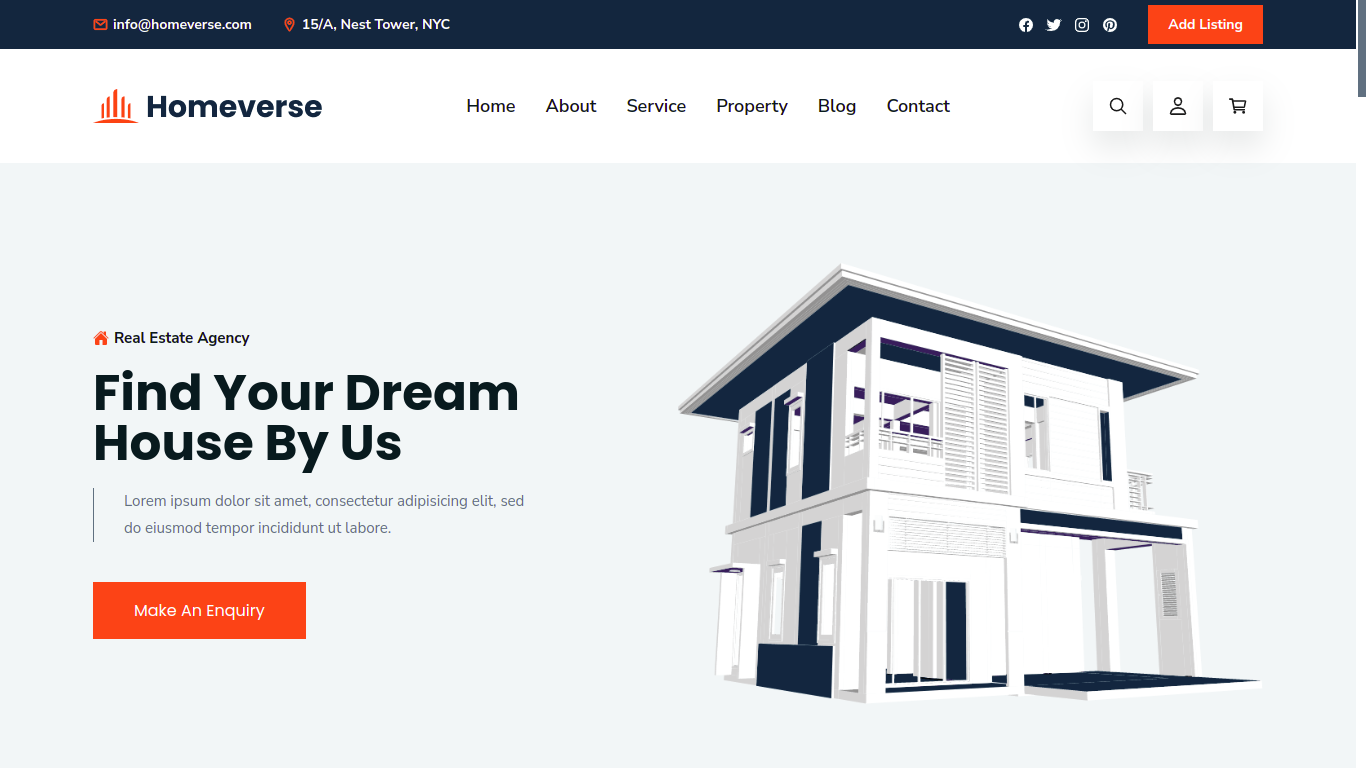 info@homeverse.com
15/A, Nest Tower, NYC
Add Listing
Homeverse
Home
About
Service
Property
Blog
Contact
Real Estate Agency
Find Your Dream
House By Us
Lorem ipsum dolor sit amet, consectetur adipisicing elit, sed
do eiusmod tempor incididunt ut labore.
Make An Enquiry